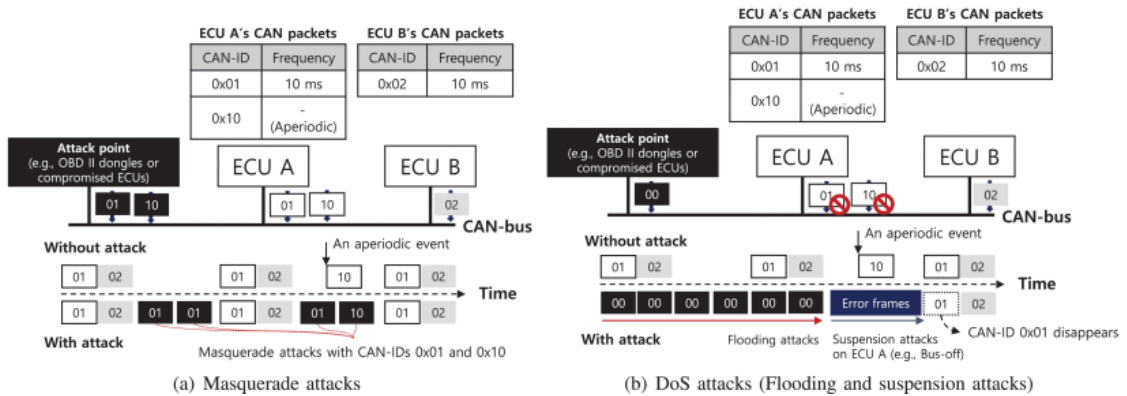 ECU A's CAN packets
CAN-ID Frequency
0x01 10 ms
0x10 - (Aperiodic)
ECU B's CAN packets
CAN-ID Frequency
0x02 10 ms
Attack point
(e.g., OBD II dongles or
compromised ECUs)
ECU A
ECU B
01 10
01 10
02
CAN-bus
Without attack
An aperiodic event
01 02 01 02 10 01 02
Time
01 02 01 01 01 02 01 10 01 02
With attack
Masquerade attacks with CAN-IDs 0x01 and 0x10
(a) Masquerade attacks
ECU A's CAN packets
CAN-ID Frequency
0x01 10 ms
0x10 - (Aperiodic)
ECU B's CAN packets
CAN-ID Frequency
0x02 10 ms
Attack point
(e.g., OBD II dongles or
compromised ECUs)
ECU A
ECU B
00
01 10
02
CAN-bus
Without attack
An aperiodic event
01 02 01 02 10 01 02
Time
00 00 00 00 00 00 Error frames 01 02
With attack
Flooding attacks
Suspension attacks
on ECU A (e.g., Bus-off)
CAN-ID 0x01 disappears
(b) DoS attacks (Flooding and suspension attacks)